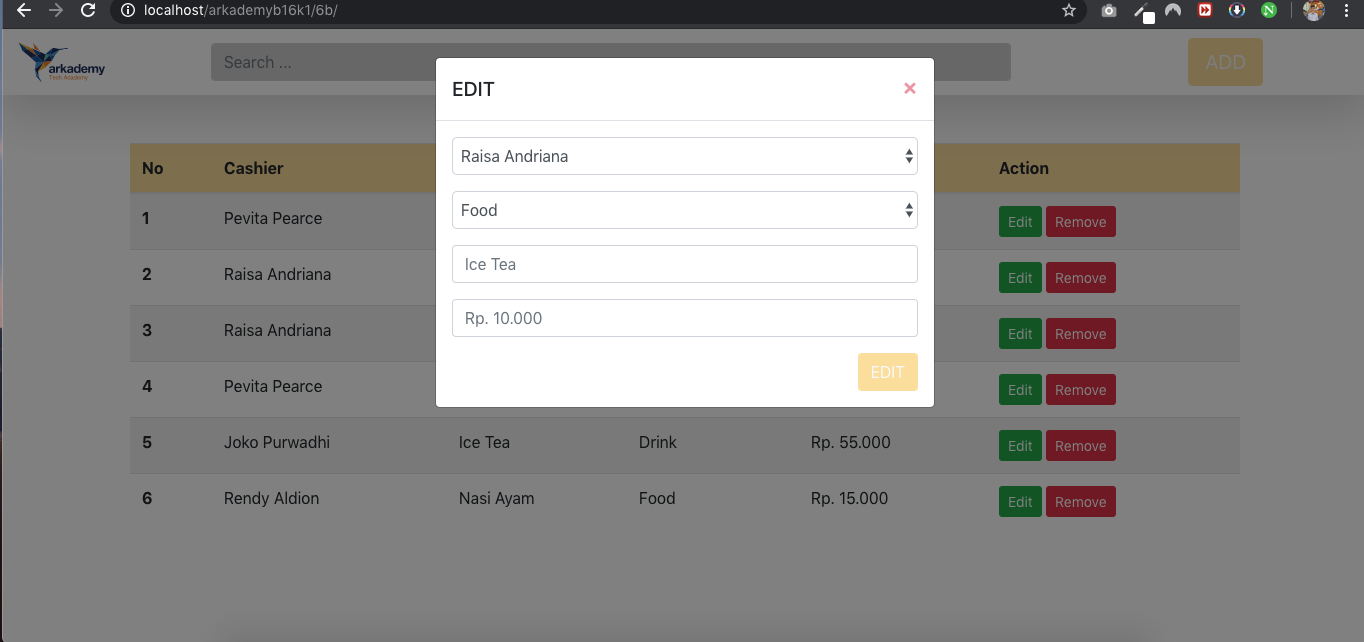 localhost/arkademyb16k1/6b/
arkademy
Tech Academy
Search ...
ADD
EDIT
×
Raisa Andriana
Food
Ice Tea
Rp. 10.000
EDIT
No Cashier Action
1 Pevita Pearce Edit Remove
2 Raisa Andriana Edit Remove
3 Raisa Andriana Edit Remove
4 Pevita Pearce Edit Remove
5 Joko Purwadhi Ice Tea Drink Rp. 55.000 Edit Remove
6 Rendy Aldion Nasi Ayam Food Rp. 15.000 Edit Remove